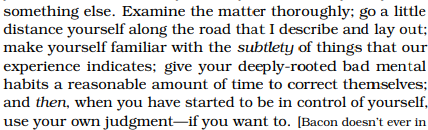 something else. Examine the matter thoroughly; go a little
distance yourself along the road that I describe and lay out;
make yourself familiar with the subtlety of things that our
experience indicates; give your deeply-rooted bad mental
habits a reasonable amount of time to correct themselves;
and then, when you have started to be in control of yourself,
use your own judgment—if you want to. [Bacon doesn't ever in